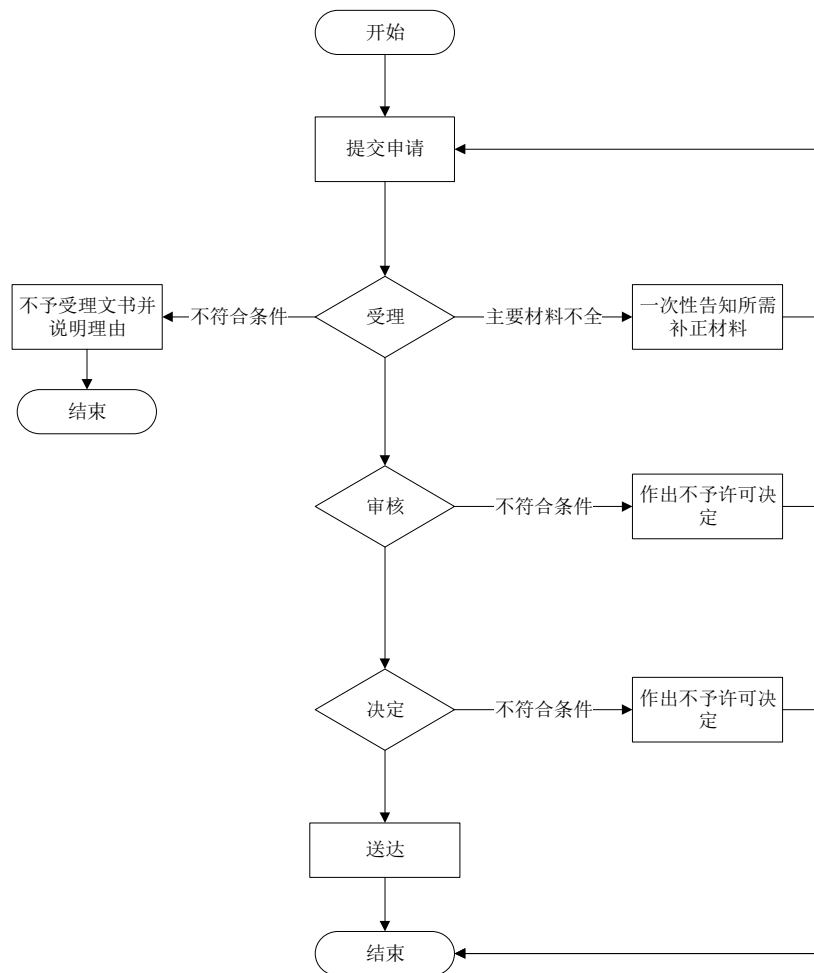 开始
提交申请
不予受理文书并
说明理由
不符合条件
受理
主要材料不全
一次性告知所需
补正材料
结束
审核
不符合条件
作出不予许可决
定
决定
不符合条件
作出不予许可决
定
送达
结束